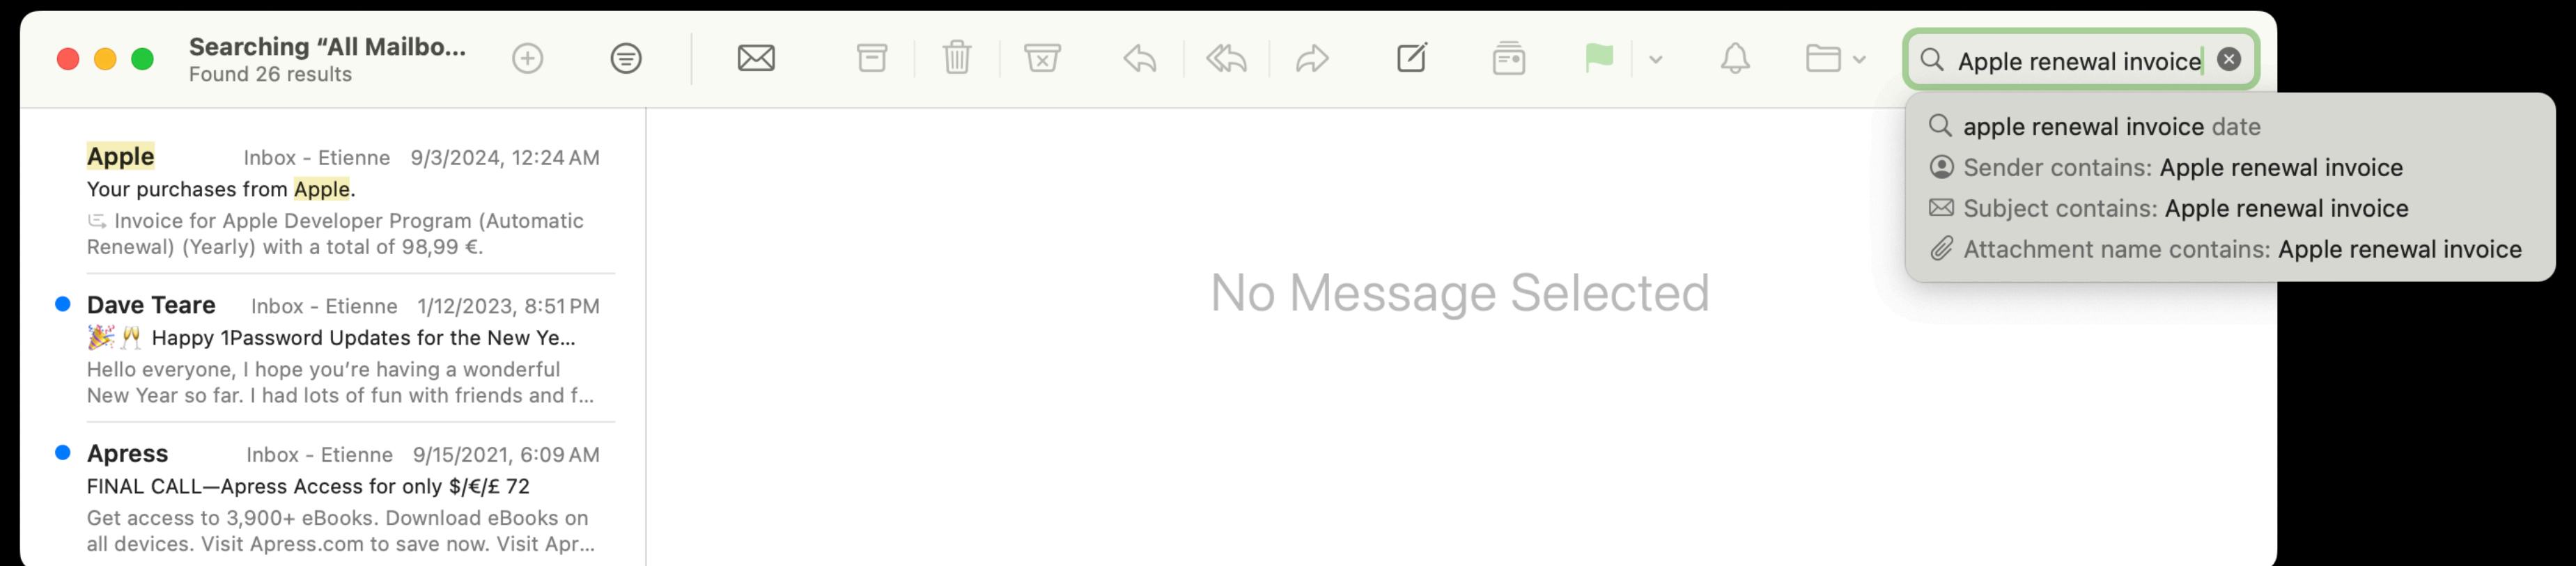 Searching “All Mailbo...
Found 26 results
Apple renewal invoice
apple renewal invoice date
Sender contains: Apple renewal invoice
Subject contains: Apple renewal invoice
Attachment name contains: Apple renewal invoice
Apple Inbox - Etienne 9/3/2024, 12:24 AM
Your purchases from Apple.
Invoice for Apple Developer Program (Automatic
Renewal) (Yearly) with a total of 98,99 €.
Dave Teare Inbox - Etienne 1/12/2023, 8:51 PM
🎉🥂 Happy 1Password Updates for the New Ye...
Hello everyone, I hope you’re having a wonderful
New Year so far. I had lots of fun with friends and f...
Apress Inbox - Etienne 9/15/2021, 6:09 AM
FINAL CALL—Apress Access for only $/€/£ 72
Get access to 3,900+ eBooks. Download eBooks on
all devices. Visit Apress.com to save now. Visit Apr...
No Message Selected